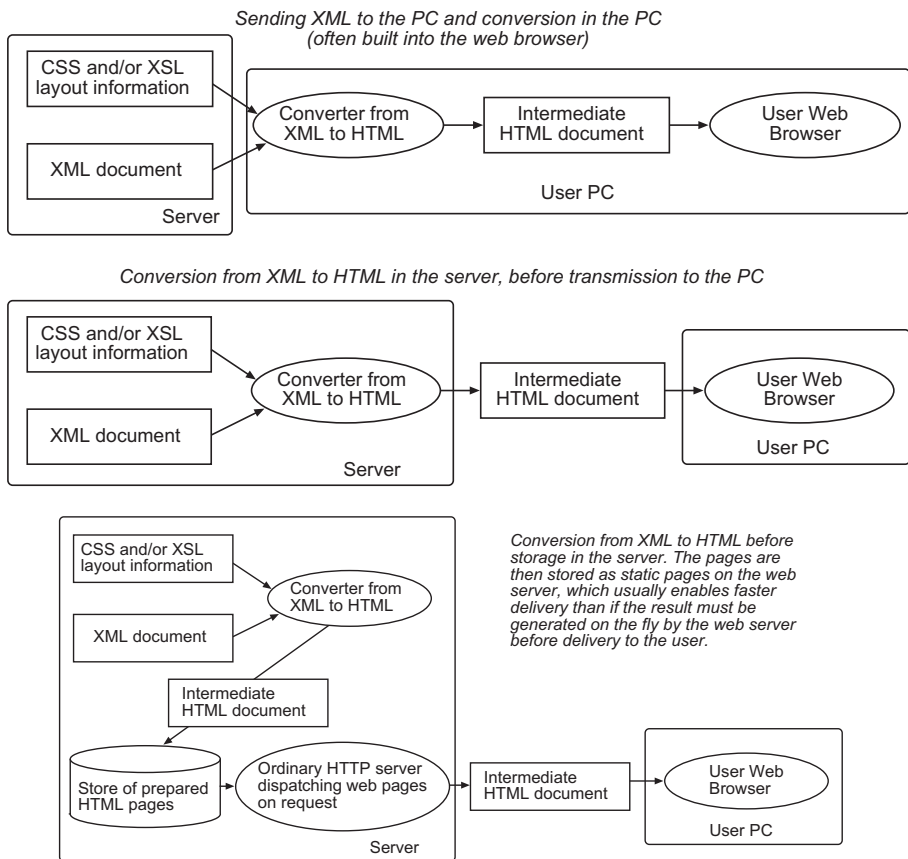 Sending XML to the PC and conversion in the PC
(often built into the web browser)
CSS and/or XSL
layout information
XML document
Server
Converter from
XML to HTML
Intermediate
HTML document
User Web
Browser
User PC
Conversion from XML to HTML in the server, before transmission to the PC
CSS and/or XSL
layout information
XML document
Converter from
XML to HTML
Server
Intermediate
HTML document
User Web
Browser
User PC
CSS and/or XSL
layout information
XML document
Converter from
XML to HTML
Intermediate
HTML document
Store of prepared
HTML pages
Ordinary HTTP server
dispatching web pages
on request
Server
Conversion from XML to HTML before
storage in the server. The pages are
then stored as static pages on the web
server, which usually enables faster
delivery than if the result must be
generated on the fly by the web server
before delivery to the user.
Intermediate
HTML document
User Web
Browser
User PC